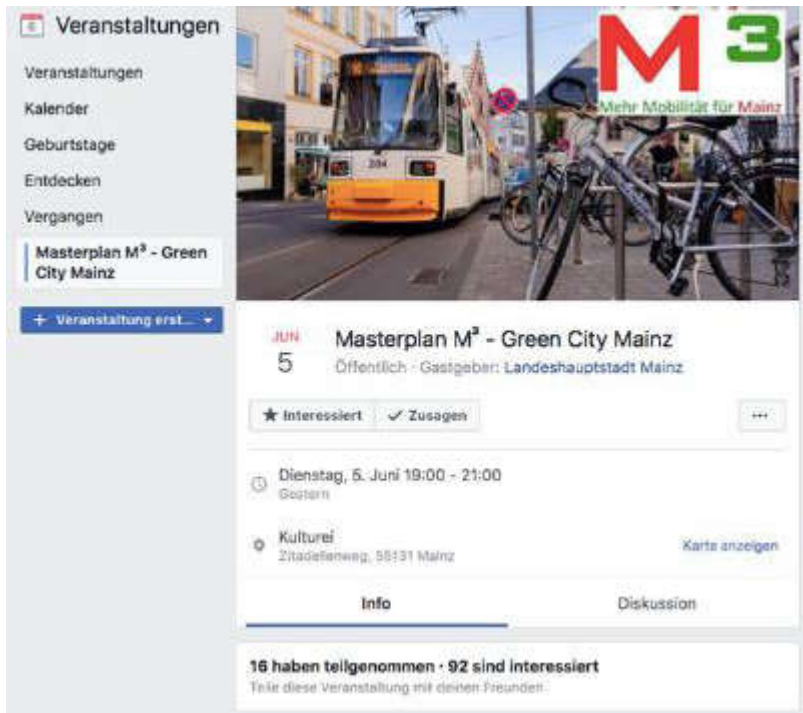 6 Veranstaltungen
Veranstaltungen
Kalender
Geburtstage
Entdecken
Vergangen
Masterplan M³ - Green
City Mainz
+ Veranstaltung erst...
M3
Mehr Mobilität für Mainz
204
JUN
5
Masterplan M³ - Green City Mainz
Öffentlich · Gastgeber: Landeshauptstadt Mainz
★ Interessiert ✓ Zusagen ...
Dienstag, 5. Juni 19:00 - 21:00
Gestern
Kulturei
Zitadellenweg, 55131 Mainz
Karte anzeigen
Info Diskussion
16 haben teilgenommen · 92 sind interessiert
Teile diese Veranstaltung mit deinen Freunden